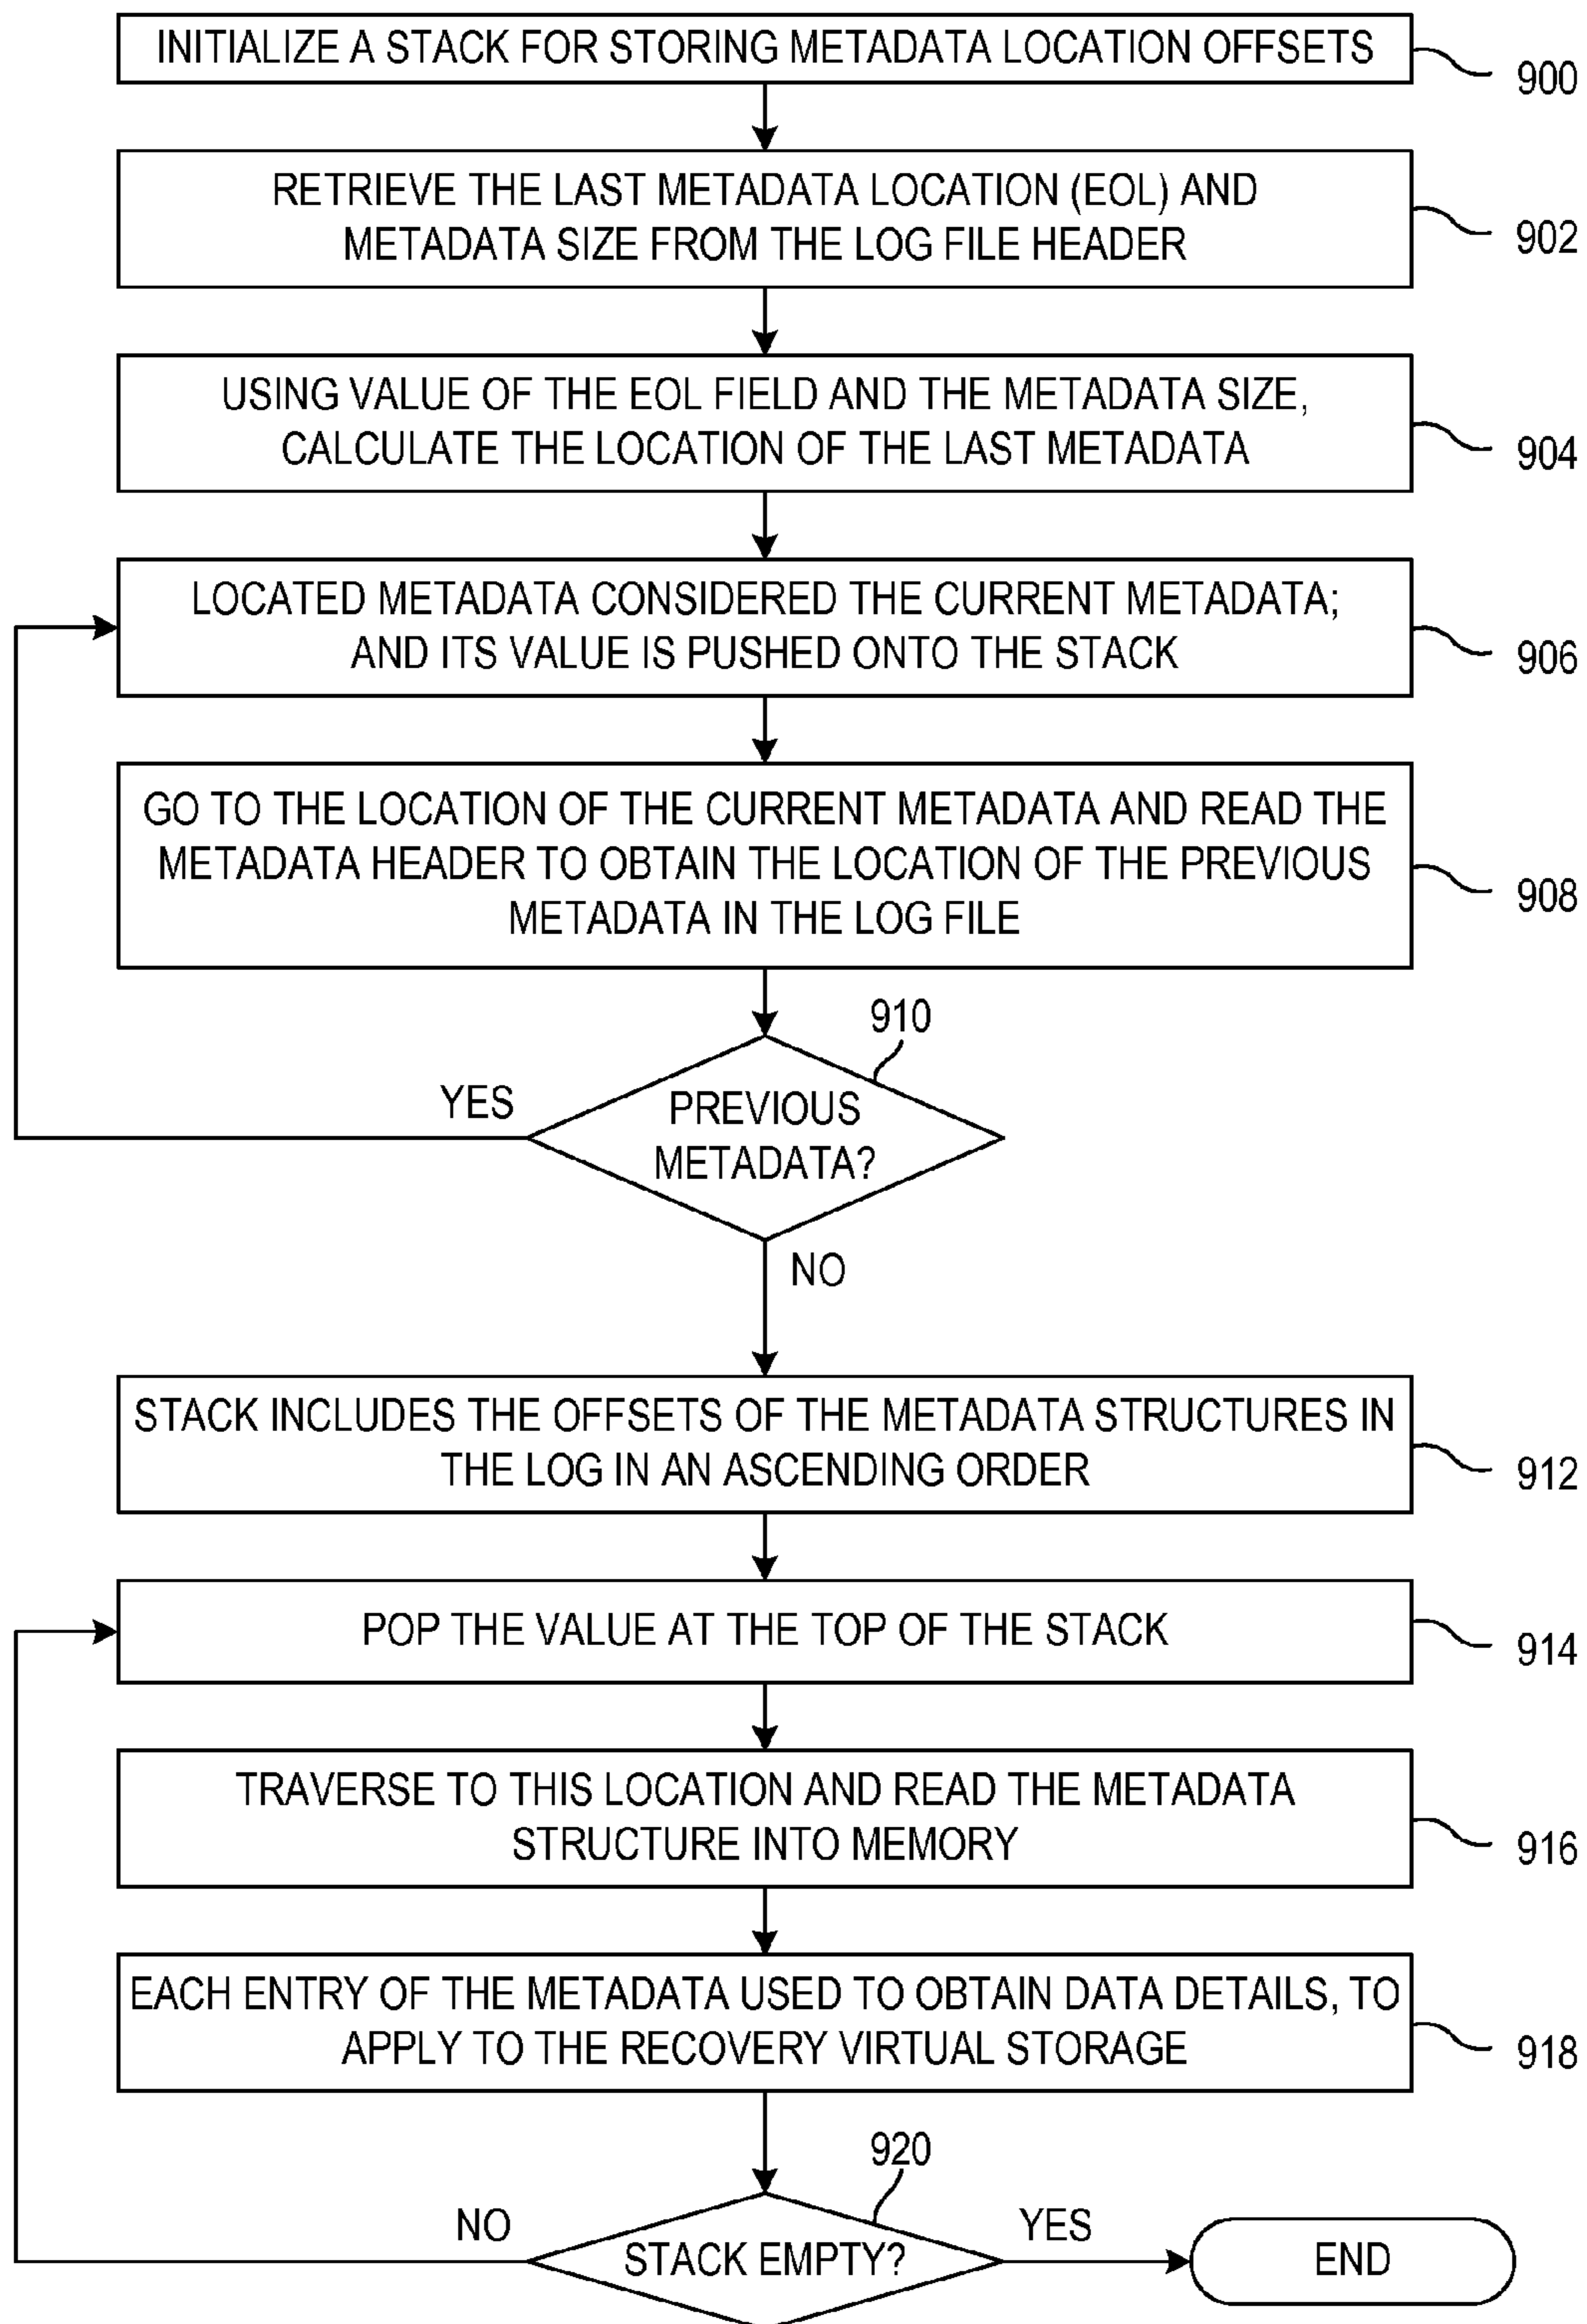 INITIALIZE A STACK FOR STORING METADATA LOCATION OFFSETS
900
RETRIEVE THE LAST METADATA LOCATION (EOL) AND
METADATA SIZE FROM THE LOG FILE HEADER
902
USING VALUE OF THE EOL FIELD AND THE METADATA SIZE,
CALCULATE THE LOCATION OF THE LAST METADATA
904
LOCATED METADATA CONSIDERED THE CURRENT METADATA;
AND ITS VALUE IS PUSHED ONTO THE STACK
906
GO TO THE LOCATION OF THE CURRENT METADATA AND READ THE
METADATA HEADER TO OBTAIN THE LOCATION OF THE PREVIOUS
METADATA IN THE LOG FILE
908
910
YES
PREVIOUS
METADATA?
NO
STACK INCLUDES THE OFFSETS OF THE METADATA STRUCTURES IN
THE LOG IN AN ASCENDING ORDER
912
POP THE VALUE AT THE TOP OF THE STACK
914
TRAVERSE TO THIS LOCATION AND READ THE METADATA
STRUCTURE INTO MEMORY
916
EACH ENTRY OF THE METADATA USED TO OBTAIN DATA DETAILS, TO
APPLY TO THE RECOVERY VIRTUAL STORAGE
918
920
NO
STACK EMPTY?
YES
END